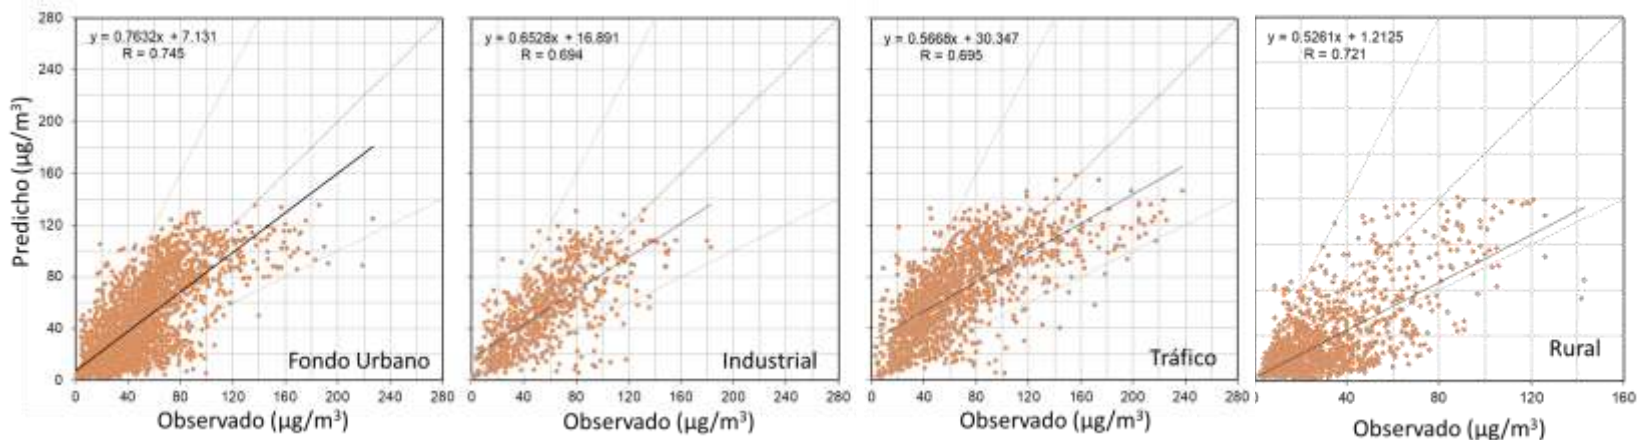 y = 0.7632x + 7.131
R = 0.745
280
240
200
160
120
80
40
0
Predicho (µg/m³)
Fondo Urbano
0 40 80 120 160 200 240 280
Observado (µg/m³)
y = 0.6528x + 16.891
R = 0.694
Industrial
0 40 80 120 160 200 240 280
Observado (µg/m³)
y = 0.5668x + 30.347
R = 0.695
Tráfico
0 40 80 120 160 200 240 280
Observado (µg/m³)
y = 0.5261x + 1.2125
R = 0.721
Rural
0 40 80 120 160
Observado (µg/m³)